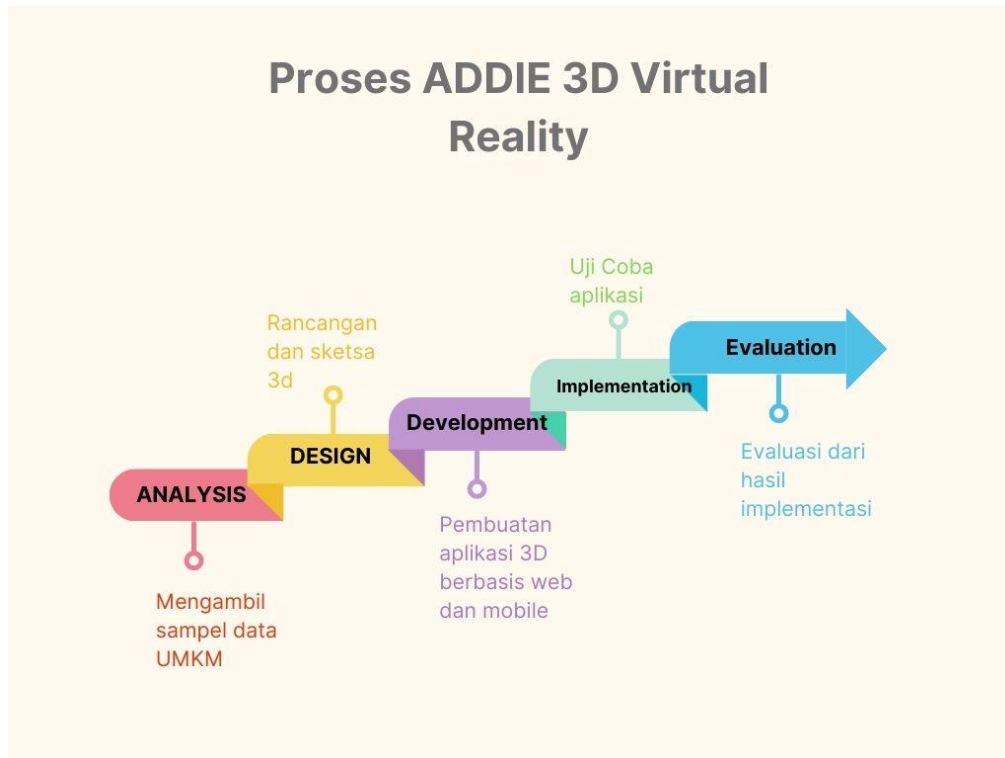 Proses ADDIE 3D Virtual
Reality
ANALYSIS
Mengambil
sampel data
UMKM
DESIGN
Rancangan
dan sketsa
3d
Development
Pembuatan
aplikasi 3D
berbasis web
dan mobile
Implementation
Uji Coba
aplikasi
Evaluation
Evaluasi dari
hasil
implementasi